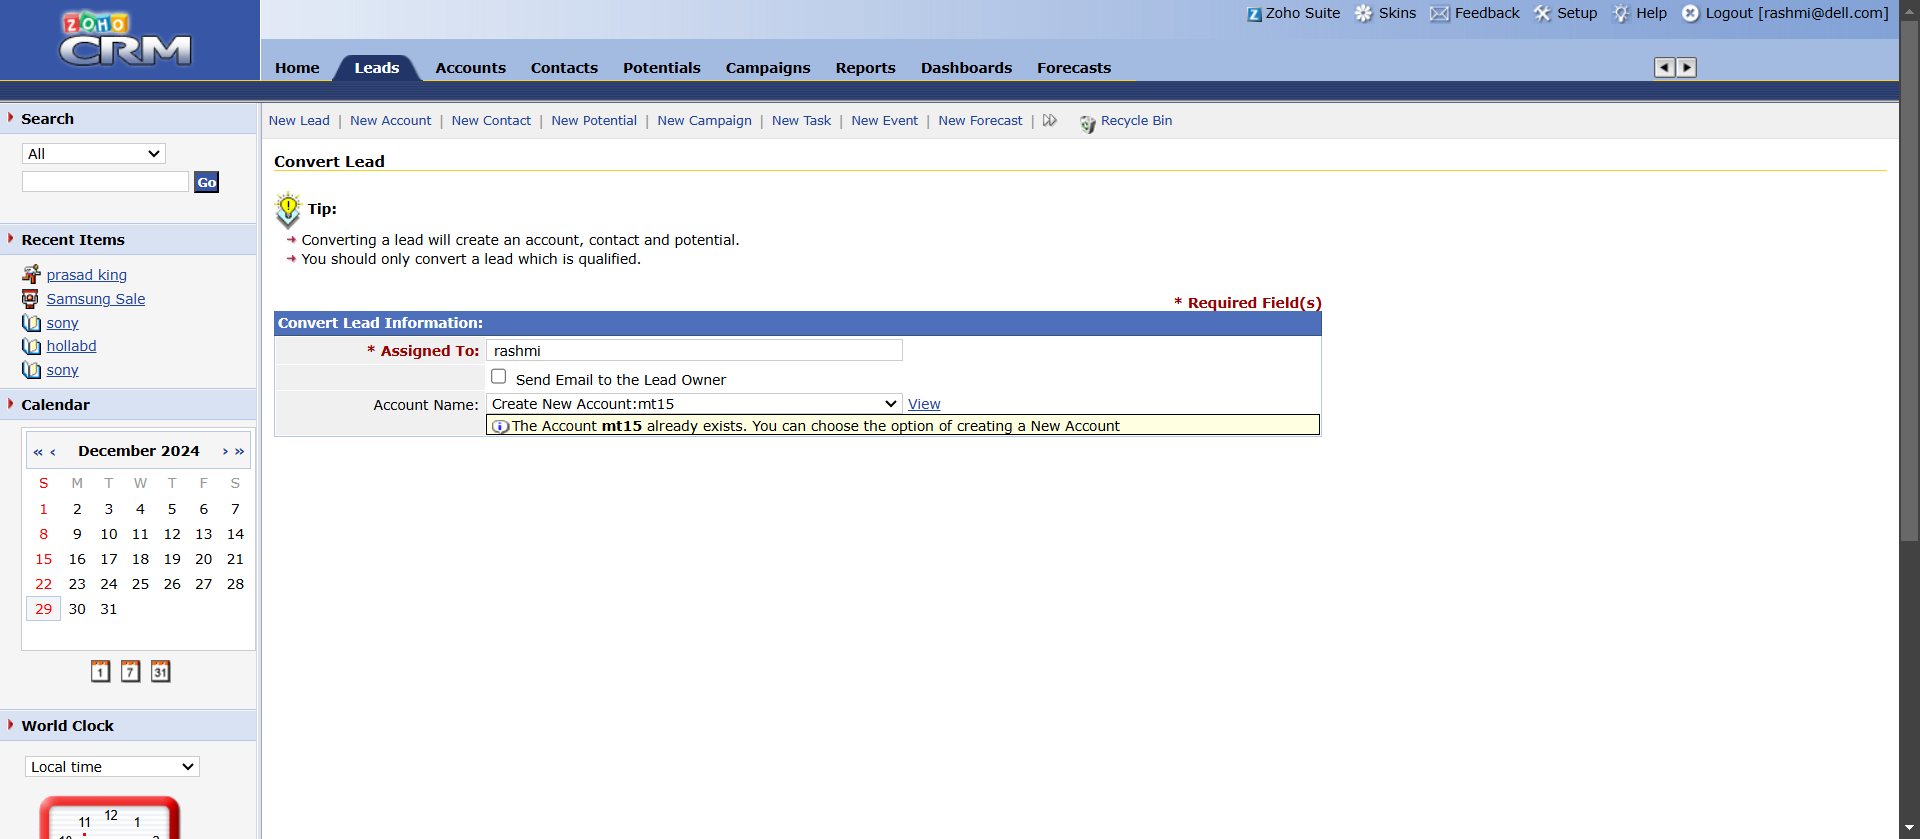 ZOHO
CRM
Zoho Suite Skins Feedback Setup Help Logout [rashmi@dell.com]
Home Leads Accounts Contacts Potentials Campaigns Reports Dashboards Forecasts
New Lead | New Account | New Contact | New Potential | New Campaign | New Task | New Event | New Forecast | Recycle Bin
Search
All
Go
Recent Items
prasad king
Samsung Sale
sony
hollabd
sony
Calendar
« ‹ December 2024 › »
S M T W T F S
1 2 3 4 5 6 7
8 9 10 11 12 13 14
15 16 17 18 19 20 21
22 23 24 25 26 27 28
29 30 31
1 7 31
World Clock
Local time
11 12 1
Convert Lead
Tip:
Converting a lead will create an account, contact and potential.
You should only convert a lead which is qualified.
* Required Field(s)
Convert Lead Information:
* Assigned To: rashmi
Send Email to the Lead Owner
Account Name: Create New Account:mt15 View
The Account mt15 already exists. You can choose the option of creating a New Account